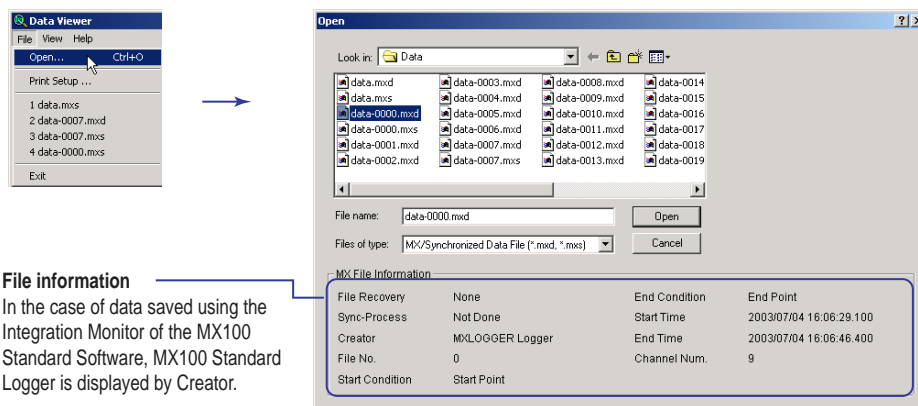 Data Viewer
File View Help
Open... Ctrl+O
Print Setup ...
1 data.mxs
2 data-0007.mxd
3 data-0007.mxs
4 data-0000.mxs
Exit
Open
Look in: Data
data.mxd data-0003.mxd data-0008.mxd data-0014
data.mxs data-0004.mxd data-0009.mxd data-0015
data-0000.mxd data-0005.mxd data-0010.mxd data-0016
data-0000.mxs data-0006.mxd data-0011.mxd data-0017
data-0001.mxd data-0007.mxd data-0012.mxd data-0018
data-0002.mxd data-0007.mxs data-0013.mxd data-0019
File name: data-0000.mxd Open
Files of type: MX/Synchronized Data File (*.mxd, *.mxs) Cancel
MX File Information
File Recovery None End Condition End Point
Sync-Process Not Done Start Time 2003/07/04 16:06:29.100
Creator MXLOGGER Logger End Time 2003/07/04 16:06:46.400
File No. 0 Channel Num. 9
Start Condition Start Point
File information
In the case of data saved using the
Integration Monitor of the MX100
Standard Software, MX100 Standard
Logger is displayed by Creator.